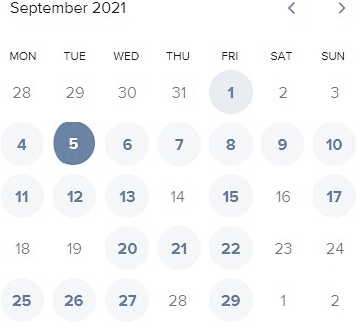 September 2021
MON TUE WED THU FRI SAT SUN
28 29 30 31 1 2 3
4 5 6 7 8 9 10
11 12 13 14 15 16 17
18 19 20 21 22 23 24
25 26 27 28 29 1 2